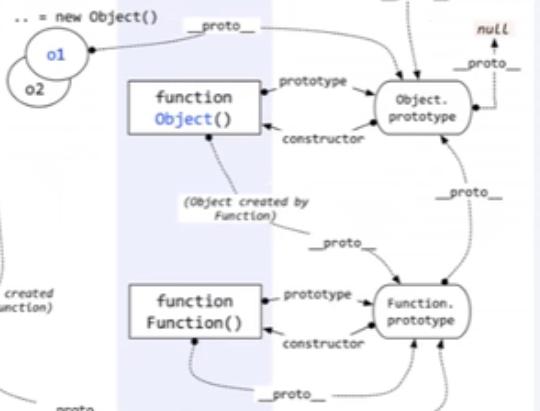 .. = new Object()
__proto__
null
o1
__proto__
o2
function
Object()
prototype
Object.
prototype
constructor
(Object created by
Function)
__proto__
__proto__
created
function
Function()
prototype
Function.
prototype
constructor
__proto__
proto